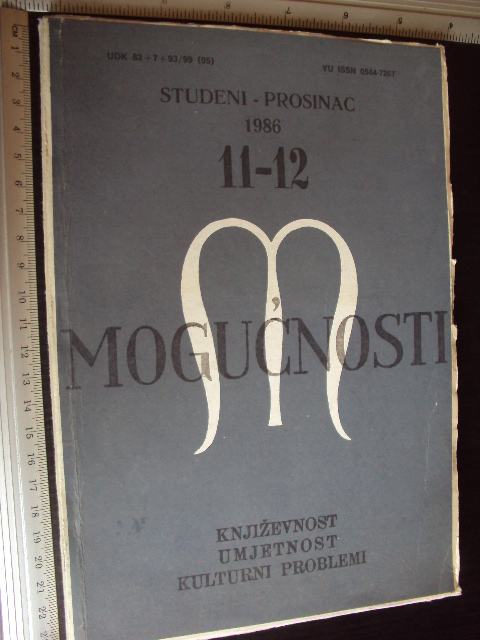 UDK 82 + 7 + 93/99 (05)
YU ISSN 0544-7267
STUDENI - PROSINAC
1986
11-12
m
MOGUĆNOSTI
KNJIŽEVNOST
UMJETNOST
KULTURNI PROBLEMI